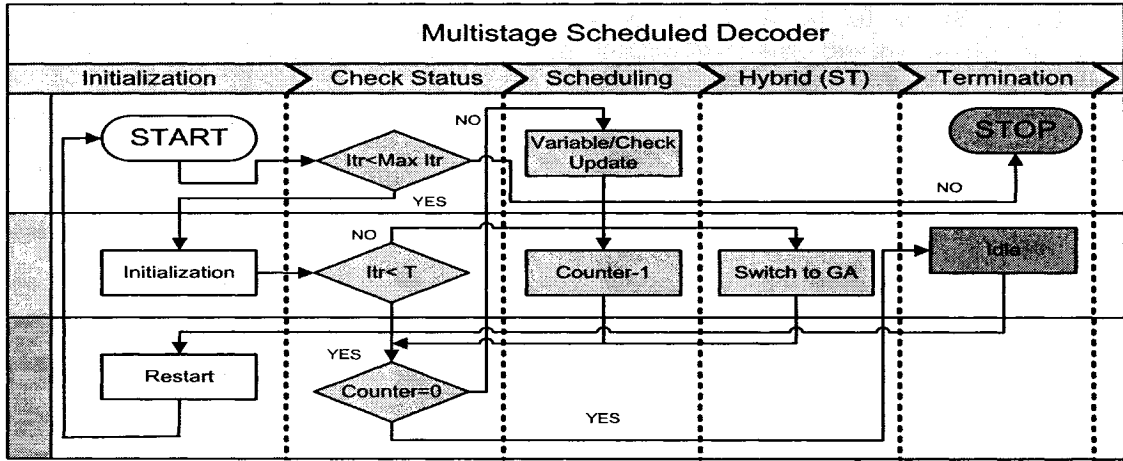 Multistage Scheduled Decoder
Initialization
Check Status
Scheduling
Hybrid (ST)
Termination
START
Itr<Max Itr
NO
Variable/Check
Update
STOP
NO
YES
Initialization
NO
Itr< T
Counter-1
Switch to GA
Idle
Restart
YES
Counter=0
YES